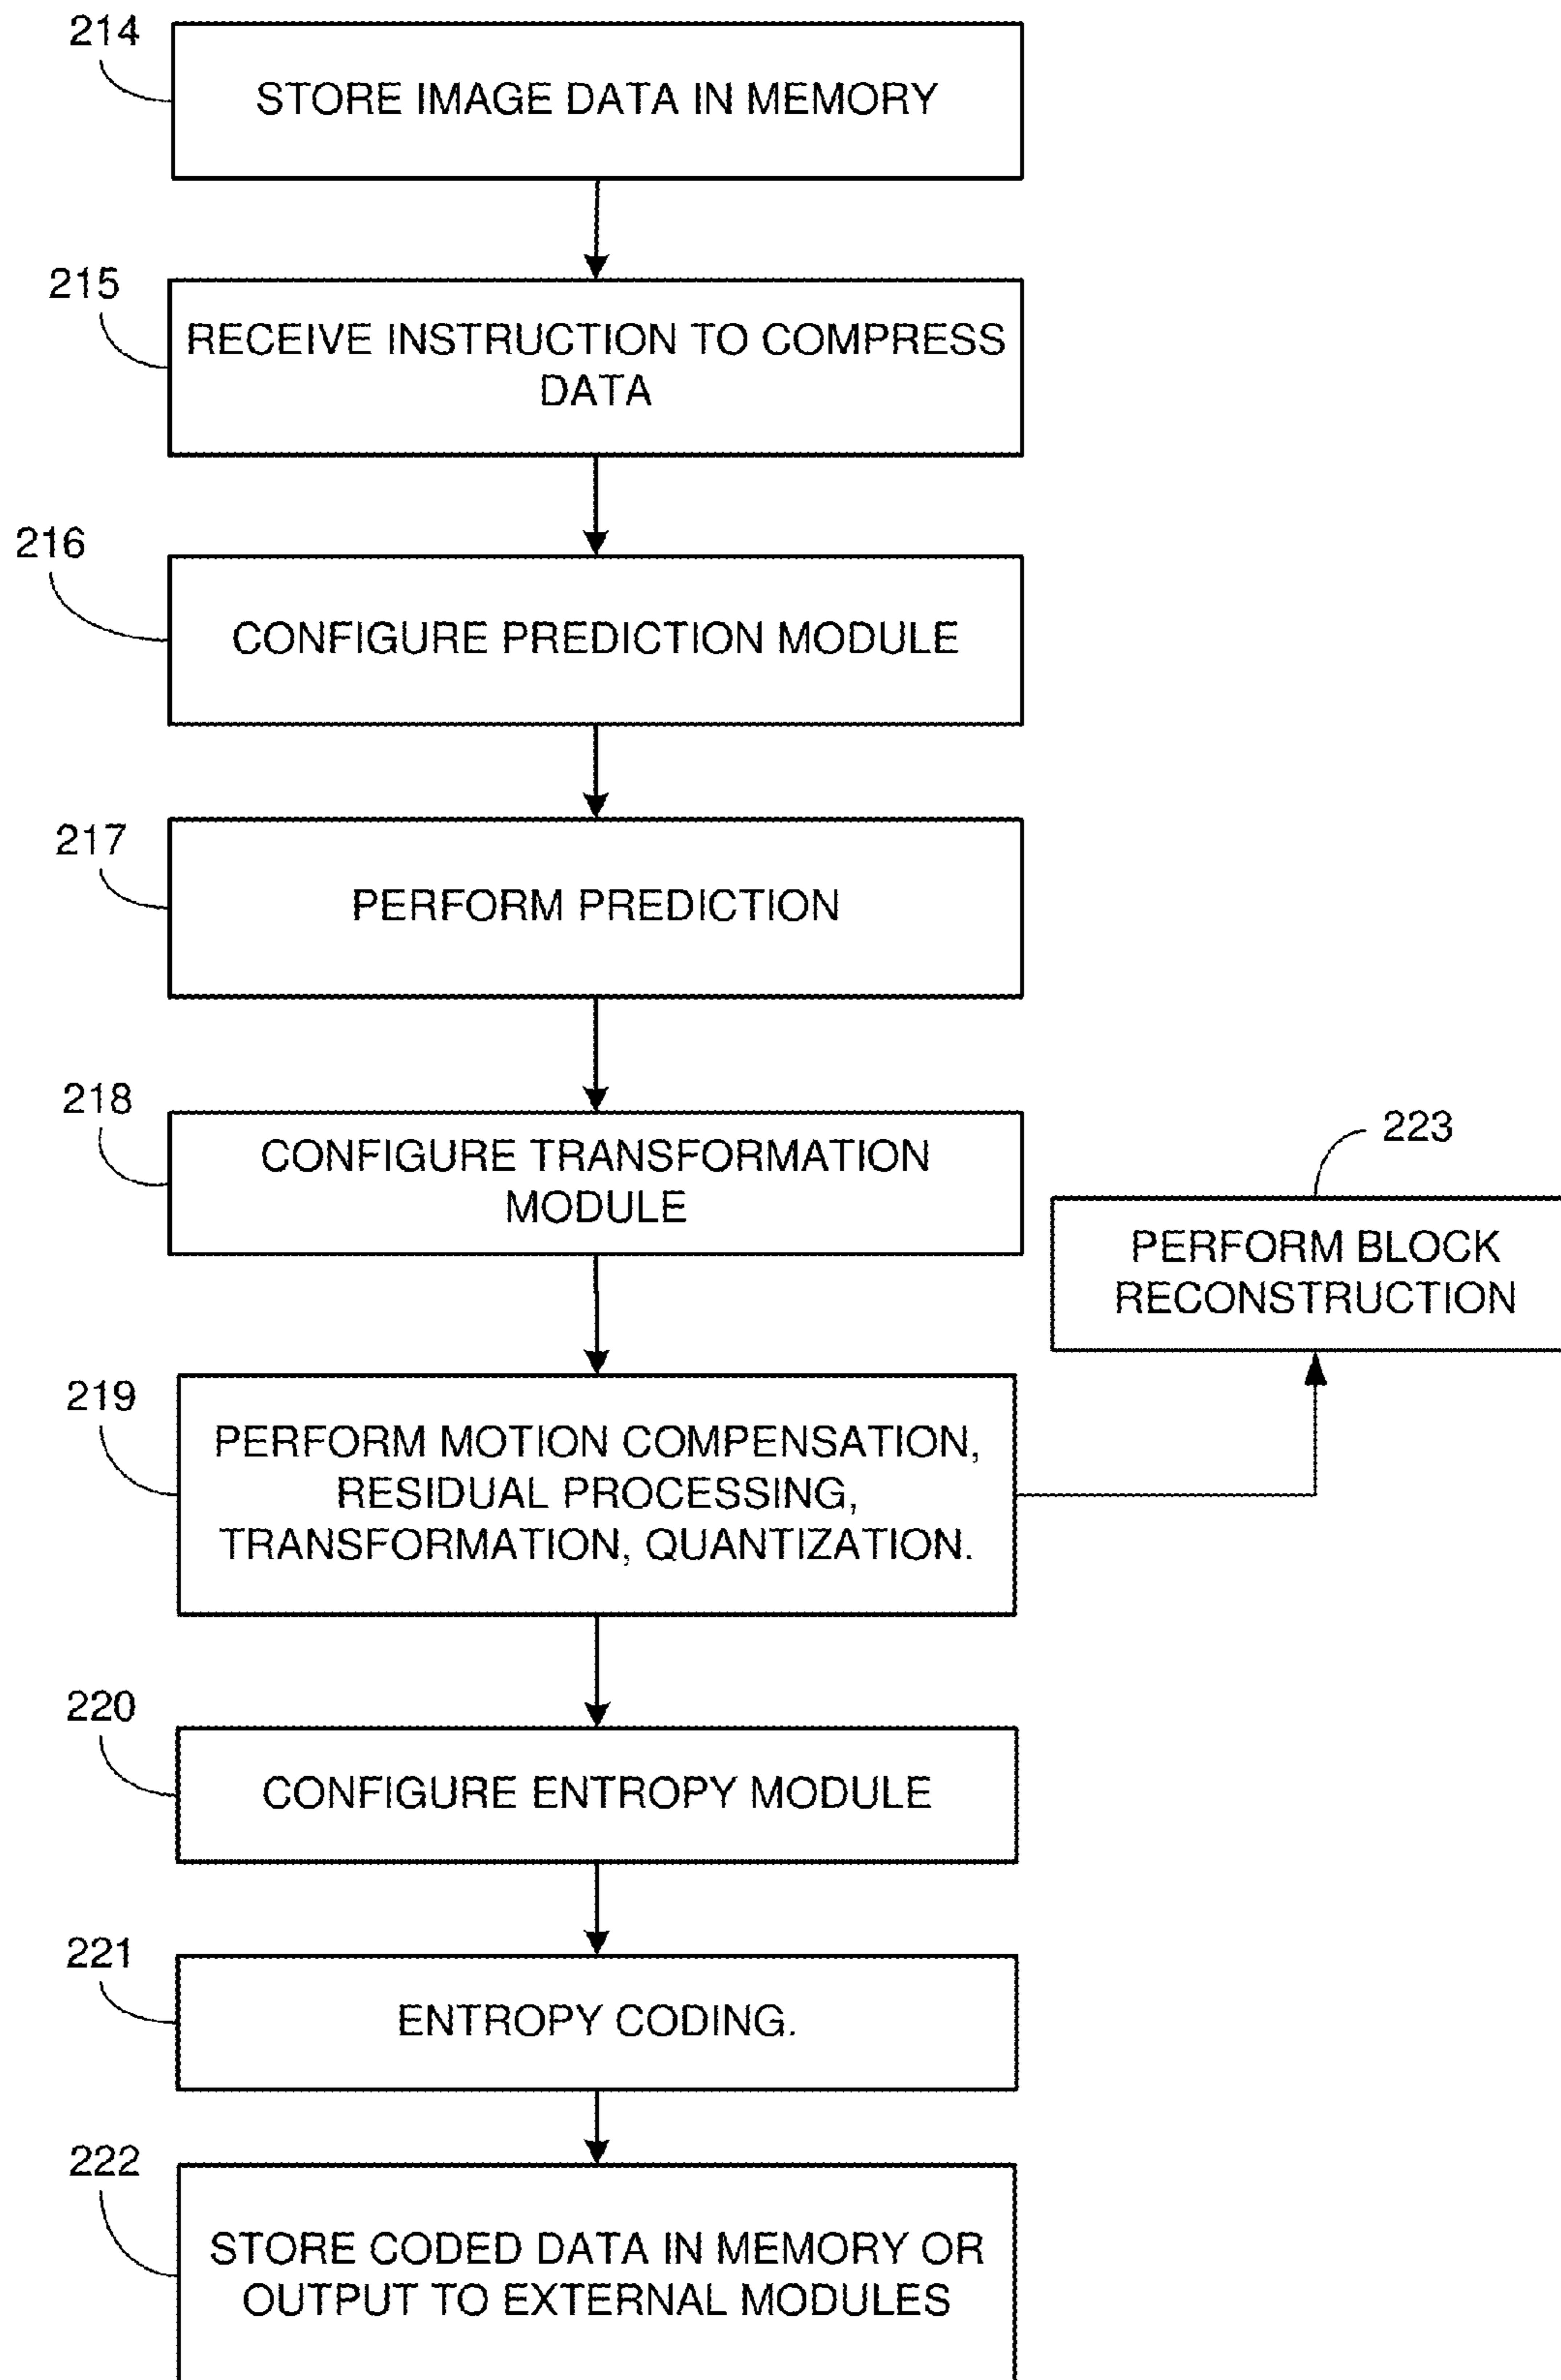 214
STORE IMAGE DATA IN MEMORY
215
RECEIVE INSTRUCTION TO COMPRESS
DATA
216
CONFIGURE PREDICTION MODULE
217
PERFORM PREDICTION
218
CONFIGURE TRANSFORMATION
MODULE
223
PERFORM BLOCK
RECONSTRUCTION
219
PERFORM MOTION COMPENSATION,
RESIDUAL PROCESSING,
TRANSFORMATION, QUANTIZATION.
220
CONFIGURE ENTROPY MODULE
221
ENTROPY CODING.
222
STORE CODED DATA IN MEMORY OR
OUTPUT TO EXTERNAL MODULES